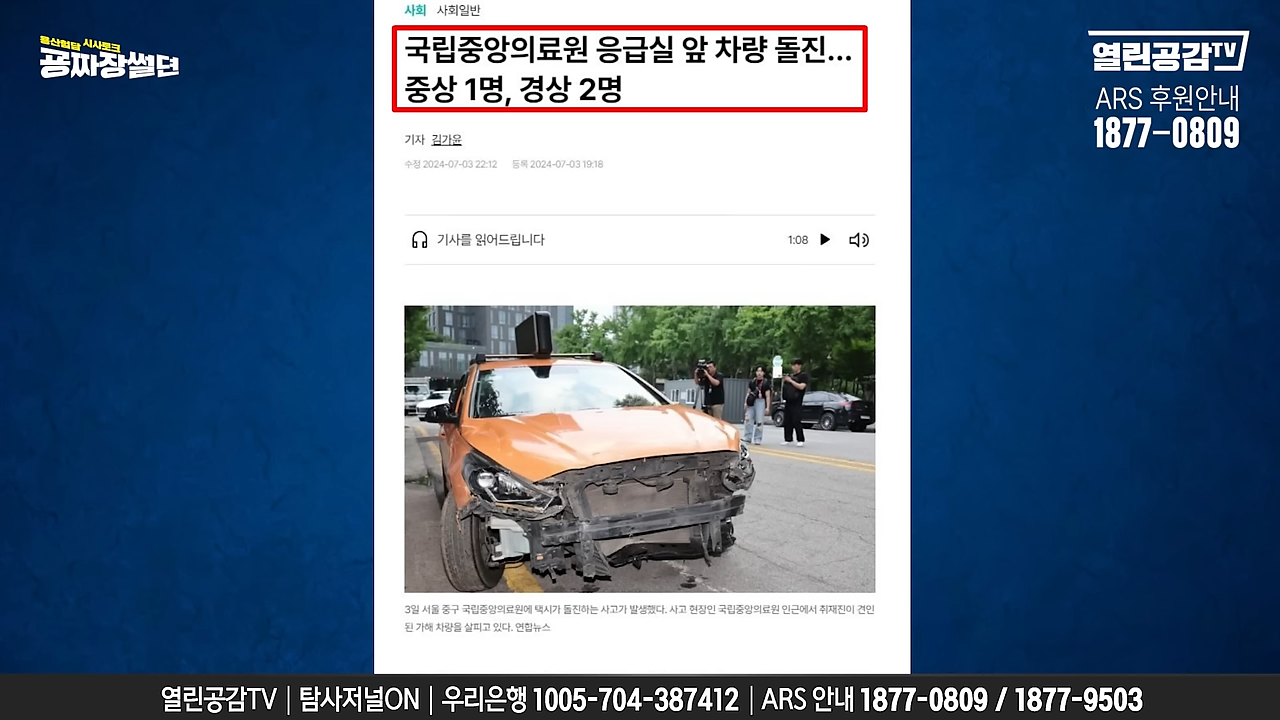 사회 사회일반
국립중앙의료원 응급실 앞 차량 돌진...
중상 1명, 경상 2명
기자 김가윤
수정 2024-07-03 22:12 등록 2024-07-03 19:18
기사를 읽어드립니다
1:08
3일 서울 중구 국립중앙의료원에 택시가 돌진하는 사고가 발생했다. 사고 현장인 국립중앙의료원 인근에서 취재진이 견인
된 가해 차량을 살피고 있다. 연합뉴스
시사토크
짜장썰뎐
열린공감TV
ARS 후원안내
1877-0809
열린공감TV | 탐사저널ON | 우리은행 1005-704-387412 | ARS 안내 1877-0809 / 1877-9503